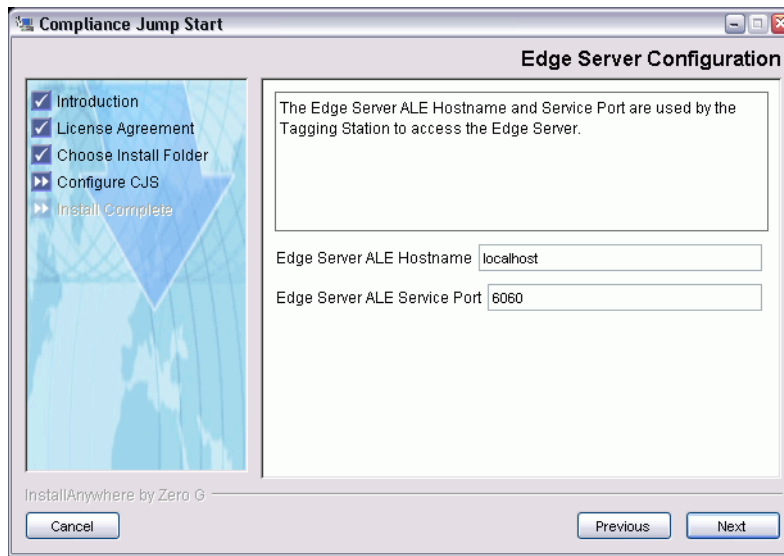 Compliance Jump Start
Edge Server Configuration
Introduction
License Agreement
Choose Install Folder
Configure CJS
Install Complete
The Edge Server ALE Hostname and Service Port are used by the
Tagging Station to access the Edge Server.
Edge Server ALE Hostname localhost
Edge Server ALE Service Port 6060
InstallAnywhere by Zero G
Cancel Previous Next